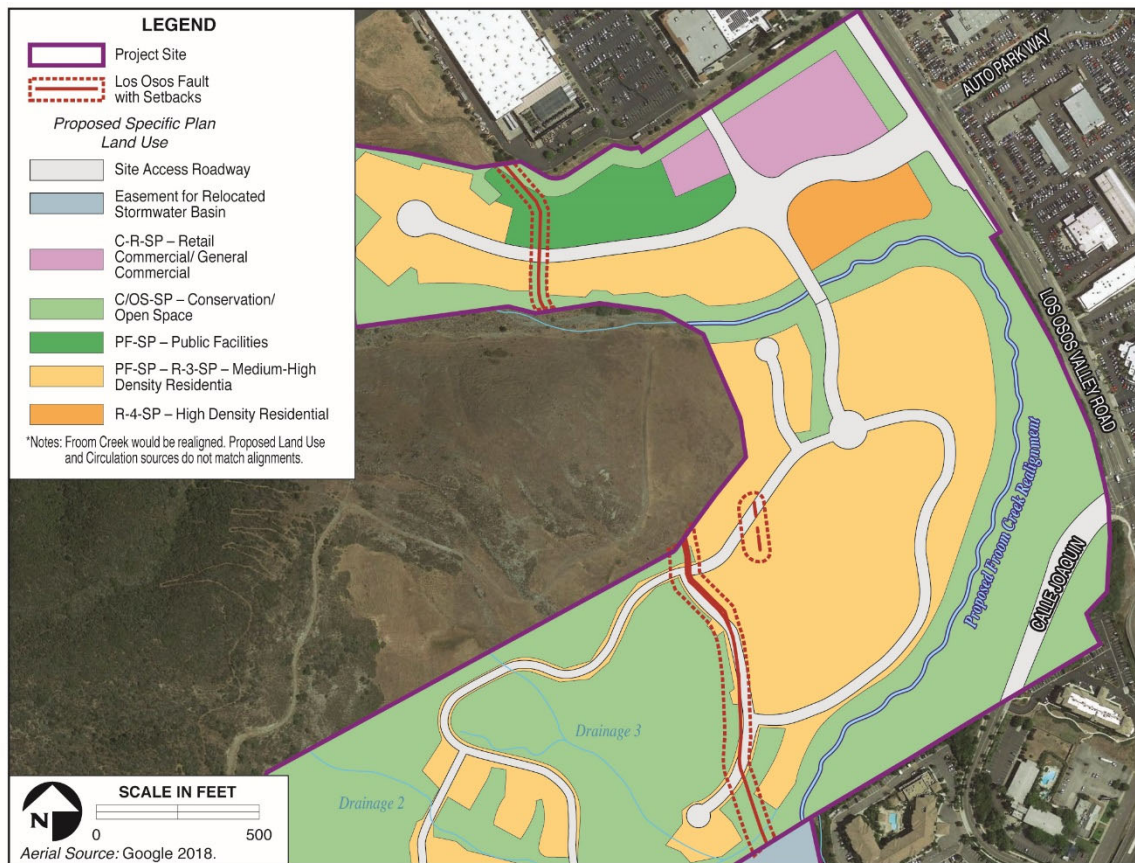 LEGEND
Project Site
Los Osos Fault
with Setbacks
Proposed Specific Plan
Land Use
Site Access Roadway
Easement for Relocated
Stormwater Basin
C-R-SP – Retail
Commercial/ General
Commercial
C/OS-SP – Conservation/
Open Space
PF-SP – Public Facilities
PF-SP – R-3-SP – Medium-High
Density Residentia
R-4-SP – High Density Residential
*Notes: Froom Creek would be realigned. Proposed Land Use
and Circulation sources do not match alignments.
AUTO PARK WAY
LOS OSOS VALLEY ROAD
Proposed Froom Creek Realignment
CALLE JOAQUIN
Drainage 3
Drainage 2
N
SCALE IN FEET
0 500
Aerial Source: Google 2018.